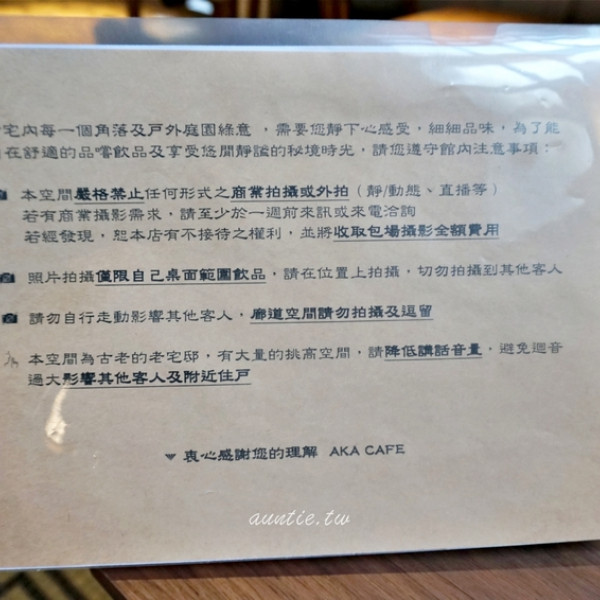 宅內每一個角落及戶外庭園綠意，需要您靜下心感受，細細品味，為了能
在舒適的品嚐飲品及享受悠閒靜謐的秘境時光，請您遵守館內注意事項：
本空間嚴格禁止任何形式之商業拍攝或外拍（靜/動態、直播等）
若有商業攝影需求，請至少於一週前來訊或來電洽詢
若經發現，恕本店有不接待之權利，並將收取包場攝影全額費用
照片拍攝僅限自己桌面範圍飲品，請在位置上拍攝，切勿拍攝到其他客人
請勿自行走動影響其他客人，廊道空間請勿拍攝及逗留
本空間為古老的老宅邸，有大量的挑高空間，請降低講話音量，避免迴音
過大影響其他客人及附近住戶
衷心感謝您的理解 AKA CAFE
auntie.tw